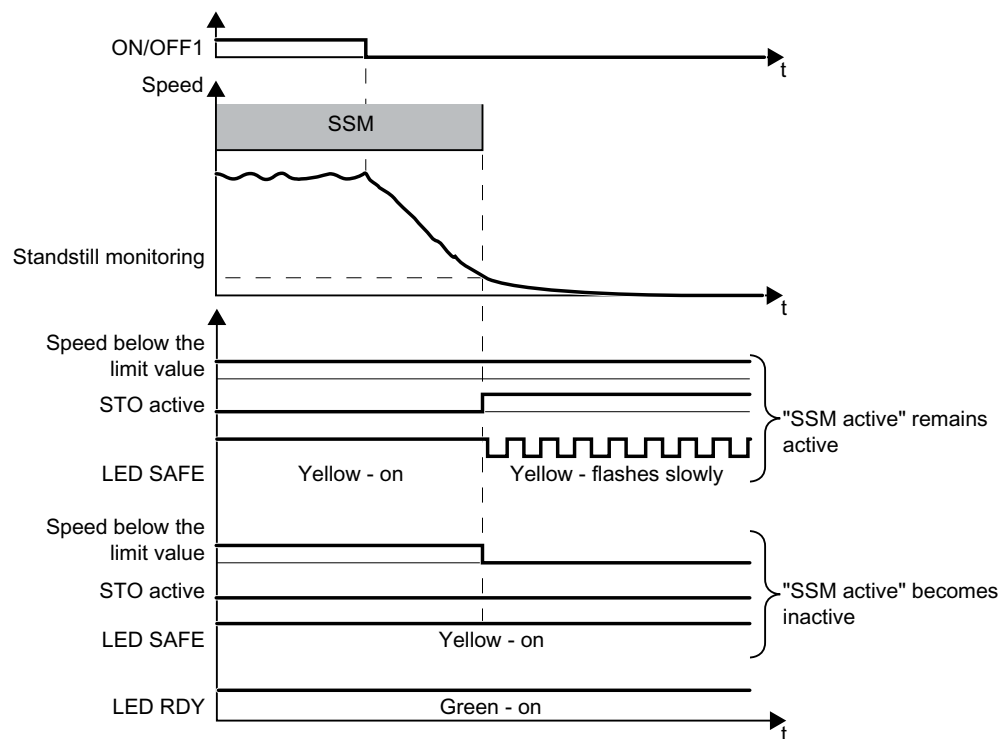 ON/OFF1
t
Speed
SSM
Standstill monitoring
t
Speed below the
limit value
STO active
"SSM active" remains
active
LED SAFE
Yellow - on
Yellow - flashes slowly
Speed below the
limit value
STO active
"SSM active" becomes
inactive
LED SAFE
Yellow - on
LED RDY
Green - on
t